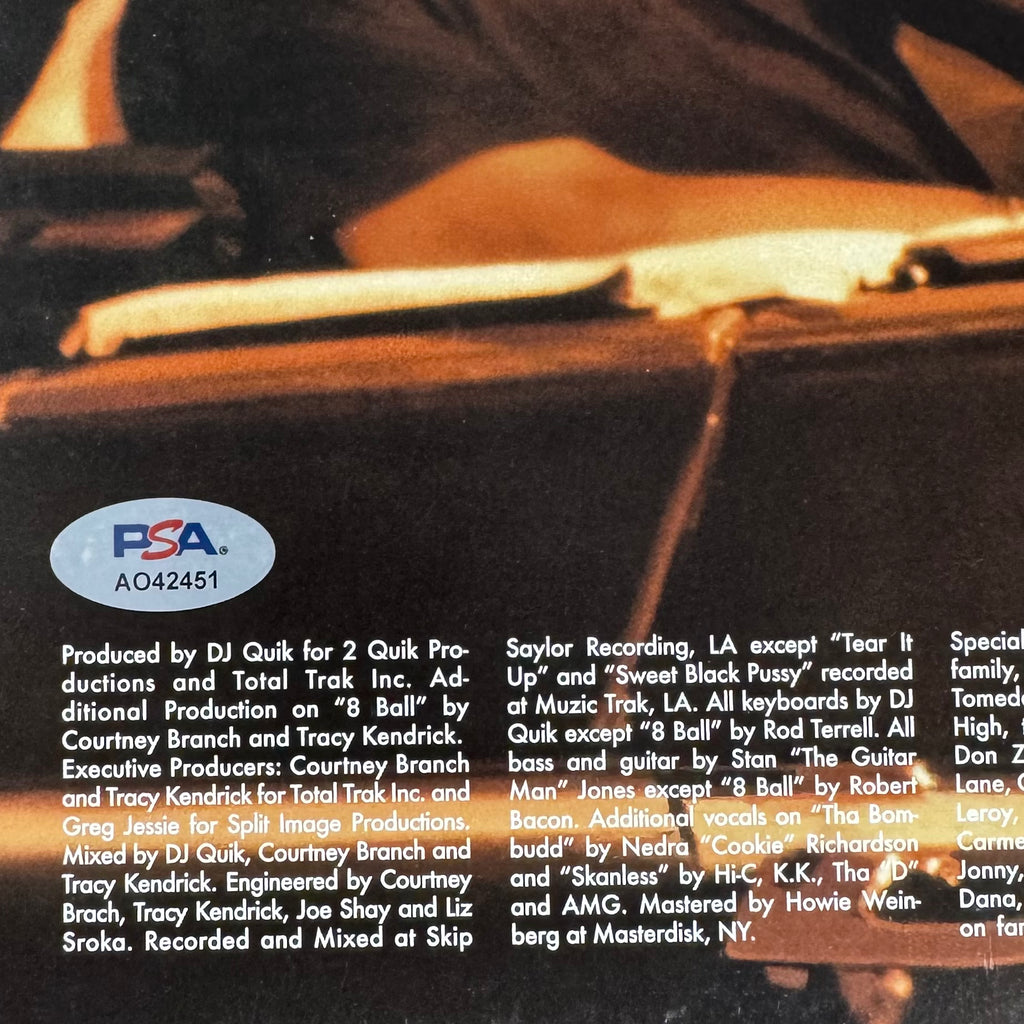 PSA
AO42451
Produced by DJ Quik for 2 Quik Pro-
ductions and Total Trak Inc. Ad-
ditional Production on "8 Ball" by
Courtney Branch and Tracy Kendrick.
Executive Producers: Courtney Branch
and Tracy Kendrick for Total Trak Inc. and
Greg Jessie for Split Image Productions.
Mixed by DJ Quik, Courtney Branch and
Tracy Kendrick. Engineered by Courtney
Brach, Tracy Kendrick, Joe Shay and Liz
Sroka. Recorded and Mixed at Skip
Saylor Recording, LA except "Tear It
Up" and "Sweet Black Pussy" recorded
at Muzic Trak, LA. All keyboards by DJ
Quik except "8 Ball" by Rod Terrell. All
bass and guitar by Stan "The Guitar
Man" Jones except "8 Ball" by Robert
Bacon. Additional vocals on "Tha Bom-
budd" by Nedra "Cookie" Richardson
and "Skanless" by Hi-C, K.K., Tha "D"
and AMG. Mastered by Howie Wein-
berg at Masterdisk, NY.
Special
family,
Tomed
High,
Don Z
Lane,
Leroy,
Carme
Jonny,
Dana,
on far